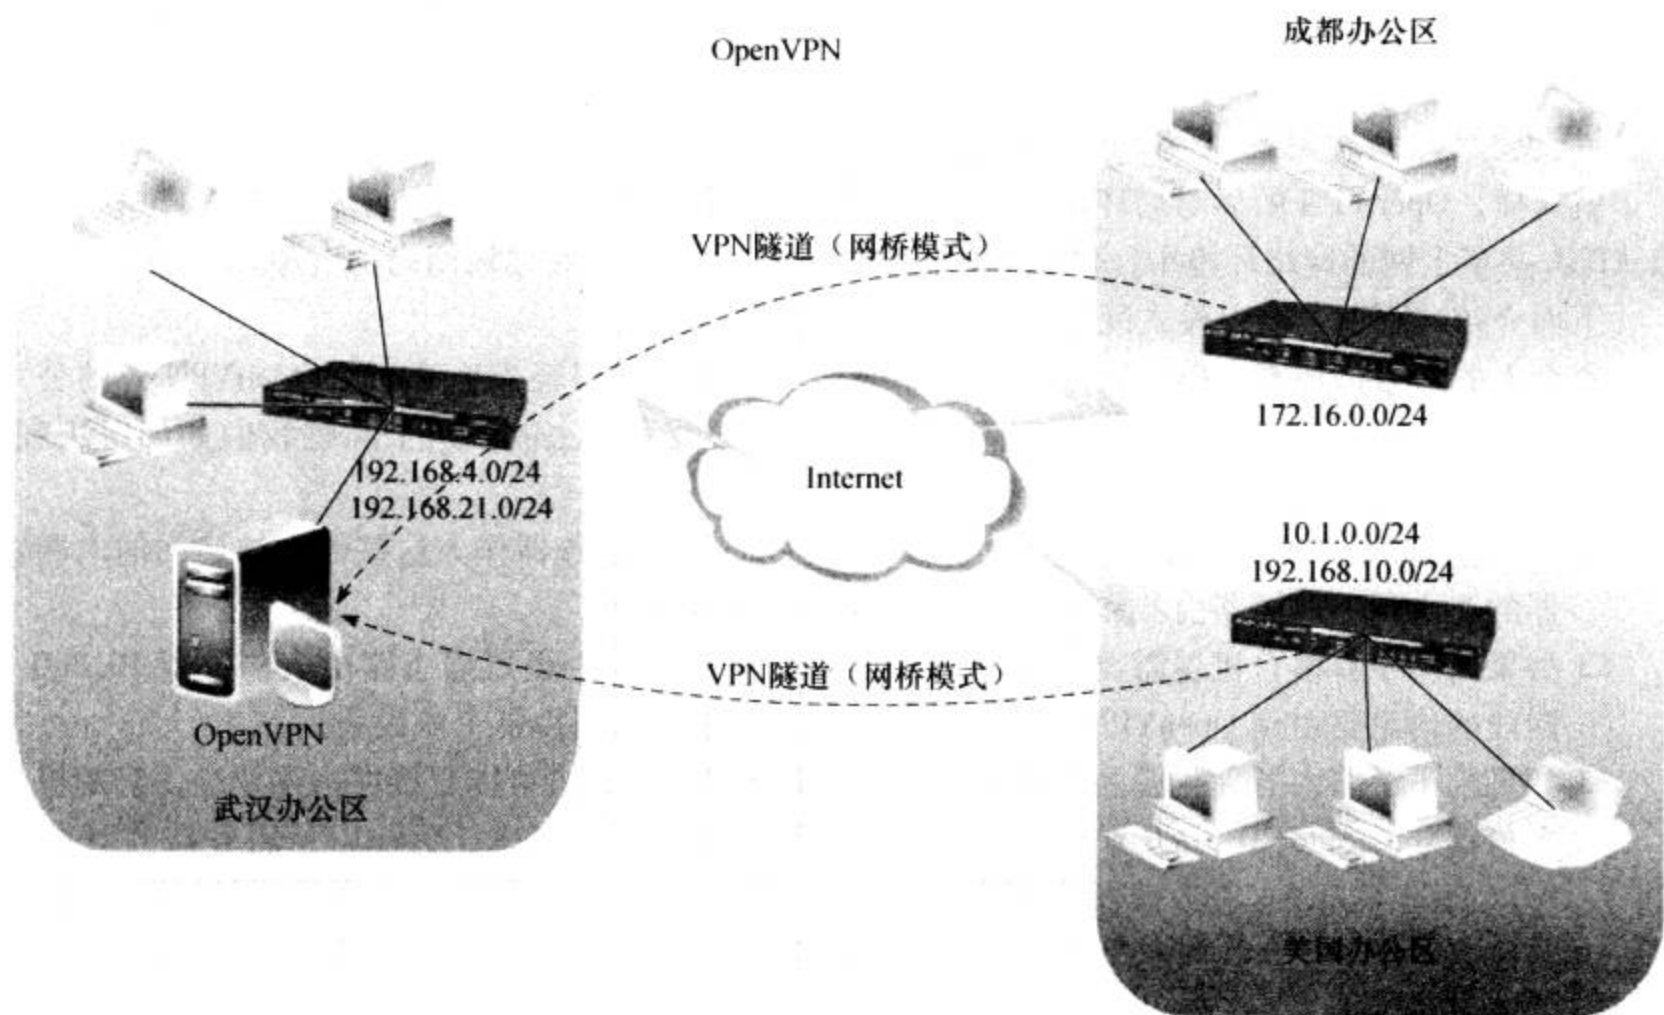 OpenVPN
成都办公区
VPN隧道（网桥模式）
172.16.0.0/24
192.168.4.0/24
192.168.21.0/24
Internet
10.1.0.0/24
192.168.10.0/24
VPN隧道（网桥模式）
OpenVPN
武汉办公区
美国办公区